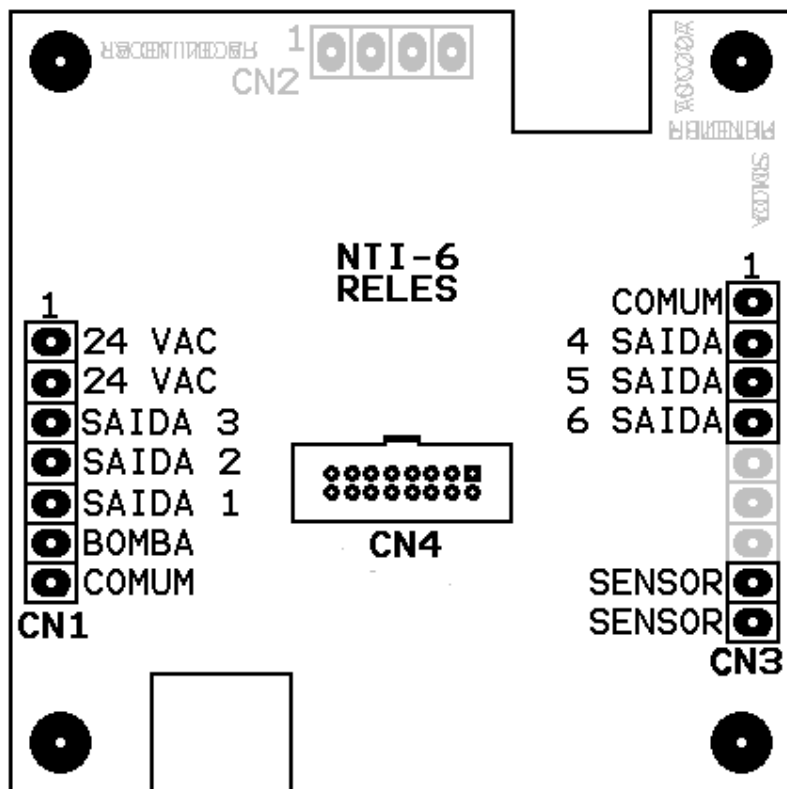 1
CN2
NTI-6
RELES
1
24 VAC
24 VAC
SAIDA 3
SAIDA 2
SAIDA 1
BOMBA
COMUM
CN1
CN4
1
COMUM
4 SAIDA
5 SAIDA
6 SAIDA
SENSOR
SENSOR
CN3